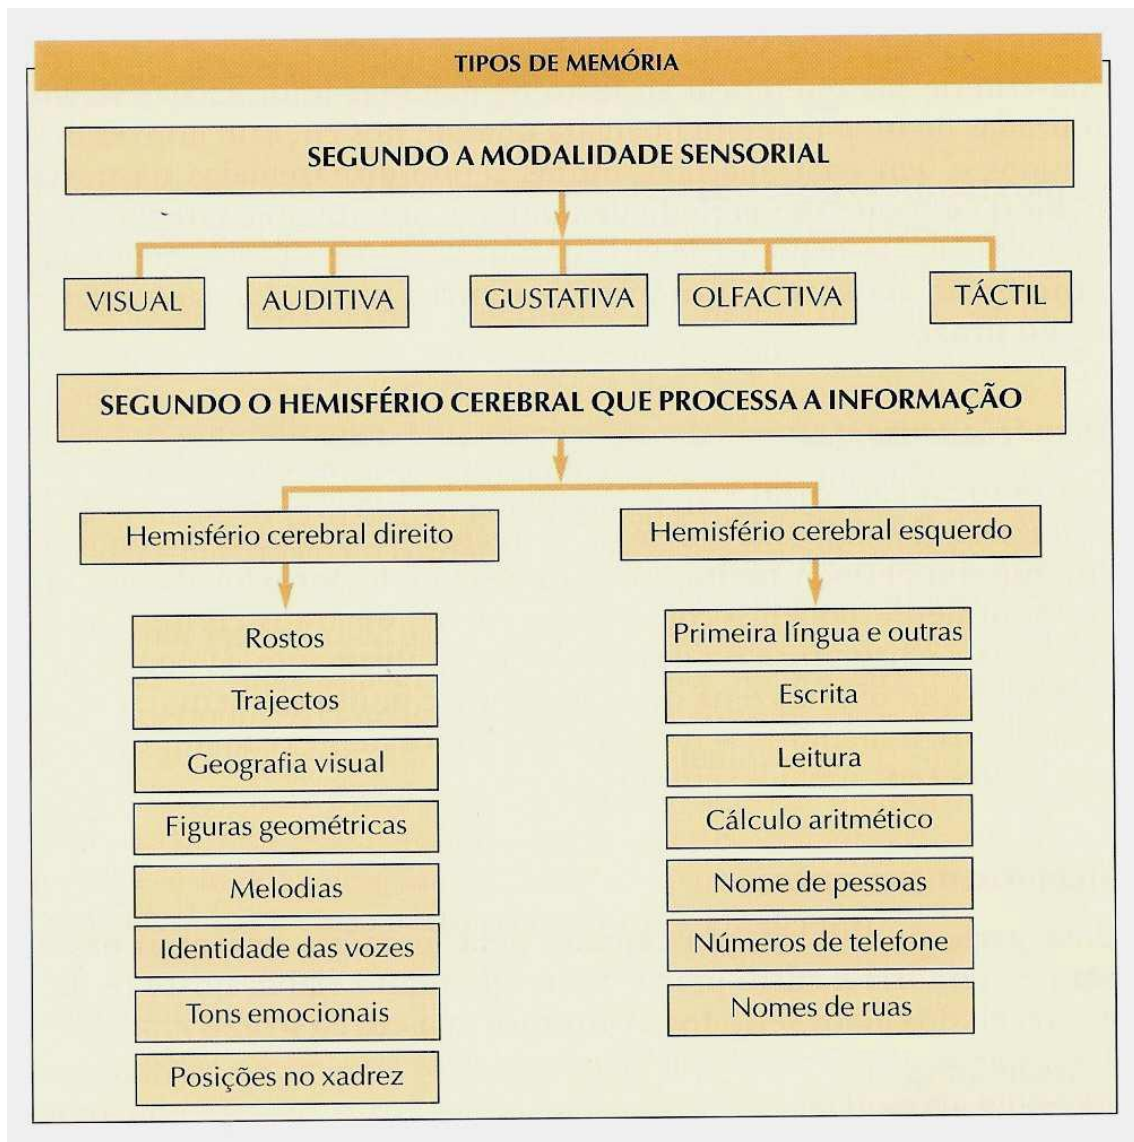 TIPOS DE MEMÓRIA
SEGUNDO A MODALIDADE SENSORIAL
VISUAL
AUDITIVA
GUSTATIVA
OLFACTIVA
TÁCTIL
SEGUNDO O HEMISFÉRIO CEREBRAL QUE PROCESSA A INFORMAÇÃO
Hemisfério cerebral direito
Rostos
Trajectos
Geografia visual
Figuras geométricas
Melodias
Identidade das vozes
Tons emocionais
Posições no xadrez
Hemisfério cerebral esquerdo
Primeira língua e outras
Escrita
Leitura
Cálculo aritmético
Nome de pessoas
Números de telefone
Nomes de ruas